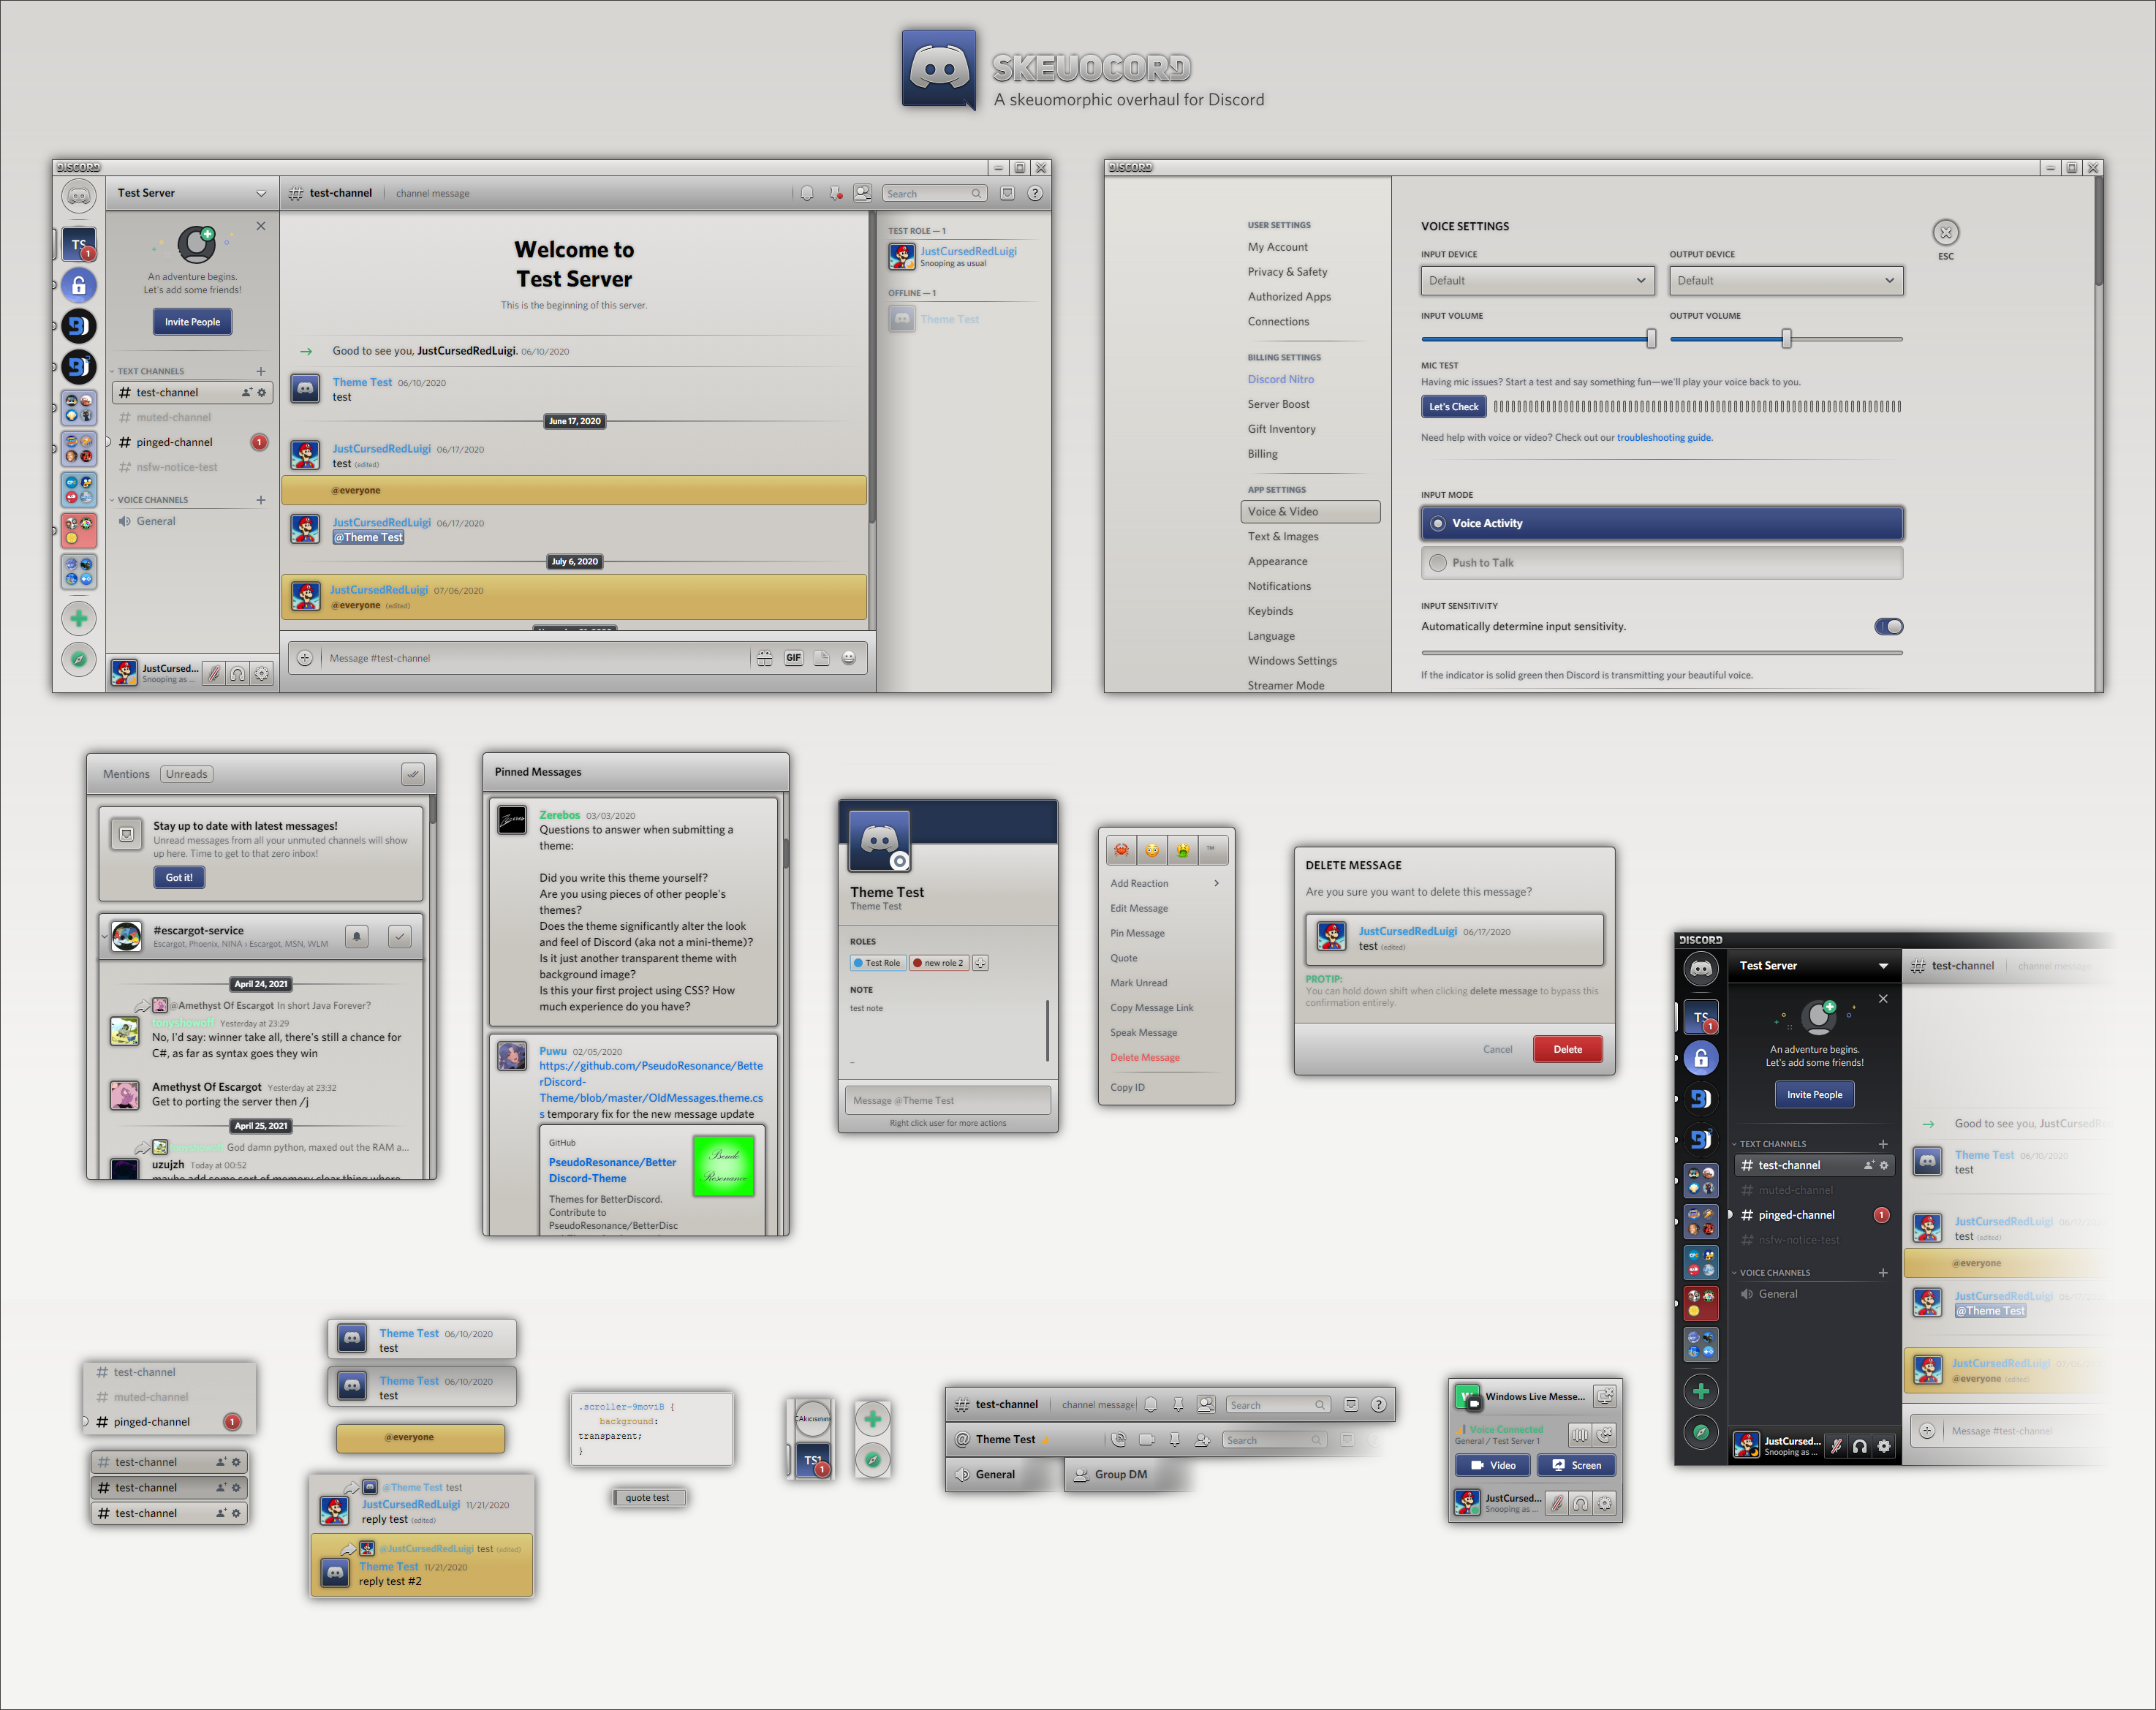 SKEUOCORD
A skeuomorphic overhaul for Discord
DISCORD
Test Server
test-channel
channel message
Search
TS
1
An adventure begins.
Let's add some friends!
Invite People
TEXT CHANNELS
test-channel
muted-channel
pinged-channel
1
nsfw-notice-test
VOICE CHANNELS
General
JustCursed...
Snooping as ...
Welcome to
Test Server
This is the beginning of this server.
Good to see you, JustCursedRedLuigi. 06/10/2020
Theme Test 06/10/2020
test
June 17, 2020
JustCursedRedLuigi 06/17/2020
test (edited)
@everyone
JustCursedRedLuigi 06/17/2020
@Theme Test
July 6, 2020
JustCursedRedLuigi 07/06/2020
@everyone (edited)
Message #test-channel
GIF
TEST ROLE — 1
JustCursedRedLuigi
Snooping as usual
OFFLINE — 1
Theme Test
DISCORD
USER SETTINGS
My Account
Privacy & Safety
Authorized Apps
Connections
BILLING SETTINGS
Discord Nitro
Server Boost
Gift Inventory
Billing
APP SETTINGS
Voice & Video
Text & Images
Appearance
Notifications
Keybinds
Language
Windows Settings
Streamer Mode
VOICE SETTINGS
ESC
INPUT DEVICE
OUTPUT DEVICE
Default
Default
INPUT VOLUME
OUTPUT VOLUME
MIC TEST
Having mic issues? Start a test and say something fun—we'll play your voice back to you.
Let's Check
Need help with voice or video? Check out our troubleshooting guide.
INPUT MODE
Voice Activity
Push to Talk
INPUT SENSITIVITY
Automatically determine input sensitivity.
If the indicator is solid green then Discord is transmitting your beautiful voice.
Mentions
Unreads
Stay up to date with latest messages!
Unread messages from all your unmuted channels will show
up here. Time to get to that zero inbox!
Got it!
#escargot-service
Escargot, Phoenix, NINA › Escargot, MSN, WLM
April 24, 2021
@Amethyst Of Escargot In short Java Forever?
tonyshowoff Yesterday at 23:29
No, I'd say: winner take all, there's still a chance for
C#, as far as syntax goes they win
Amethyst Of Escargot Yesterday at 23:32
Get to porting the server then /j
April 25, 2021
God damn python, maxed out the RAM a...
uzujzh Today at 00:52
maybe add some sort of memory clear thing where
Pinned Messages
Zerebos 03/03/2020
Questions to answer when submitting a
theme:
Did you write this theme yourself?
Are you using pieces of other people's
themes?
Does the theme significantly alter the look
and feel of Discord (aka not a mini-theme)?
Is it just another transparent theme with
background image?
Is this your first project using CSS? How
much experience do you have?
Puwu 02/05/2020
https://github.com/PseudoResonance/Bette
rDiscord-
Theme/blob/master/OldMessages.theme.cs
s temporary fix for the new message update
GitHub
PseudoResonance/Better
Discord-Theme
Themes for BetterDiscord.
Contribute to
PseudoResonance/BetterDisc
Theme Test
Theme Test
ROLES
Test Role
new role 2
NOTE
test note
Message @Theme Test
Right click user for more actions
TM
Add Reaction
Edit Message
Pin Message
Quote
Mark Unread
Copy Message Link
Speak Message
Delete Message
Copy ID
DELETE MESSAGE
Are you sure you want to delete this message?
JustCursedRedLuigi 06/17/2020
test (edited)
PROTIP:
You can hold down shift when clicking delete message to bypass this
confirmation entirely.
Cancel
Delete
DISCORD
Test Server
test-channel
channel message
TS
1
An adventure begins.
Let's add some friends!
Invite People
TEXT CHANNELS
test-channel
muted-channel
pinged-channel
1
nsfw-notice-test
VOICE CHANNELS
General
JustCursed...
Snooping as ...
Good to see you, JustCursedRe
Theme Test 06/10/2020
test
JustCursedRedLuigi 06/17
test (edited)
@everyone
JustCursedRedLuigi
@Theme Test
JustCursedRedLuigi
@everyone (edited)
Message #test-channel
test-channel
muted-channel
pinged-channel
1
test-channel
test-channel
test-channel
Theme Test 06/10/2020
test
Theme Test 06/10/2020
test
@everyone
@Theme Test test
JustCursedRedLuigi 11/21/2020
reply test (edited)
@JustCursedRedLuigi test (edited)
Theme Test 11/21/2020
reply test #2
.scroller-9moviB {
background:
transparent;
}
quote test
TS1
1
test-channel
channel message
Search
Theme Test
Search
General
Group DM
Windows Live Messe...
Voice Connected
General / Test Server 1
Video
Screen
JustCursed...
Snooping as ...